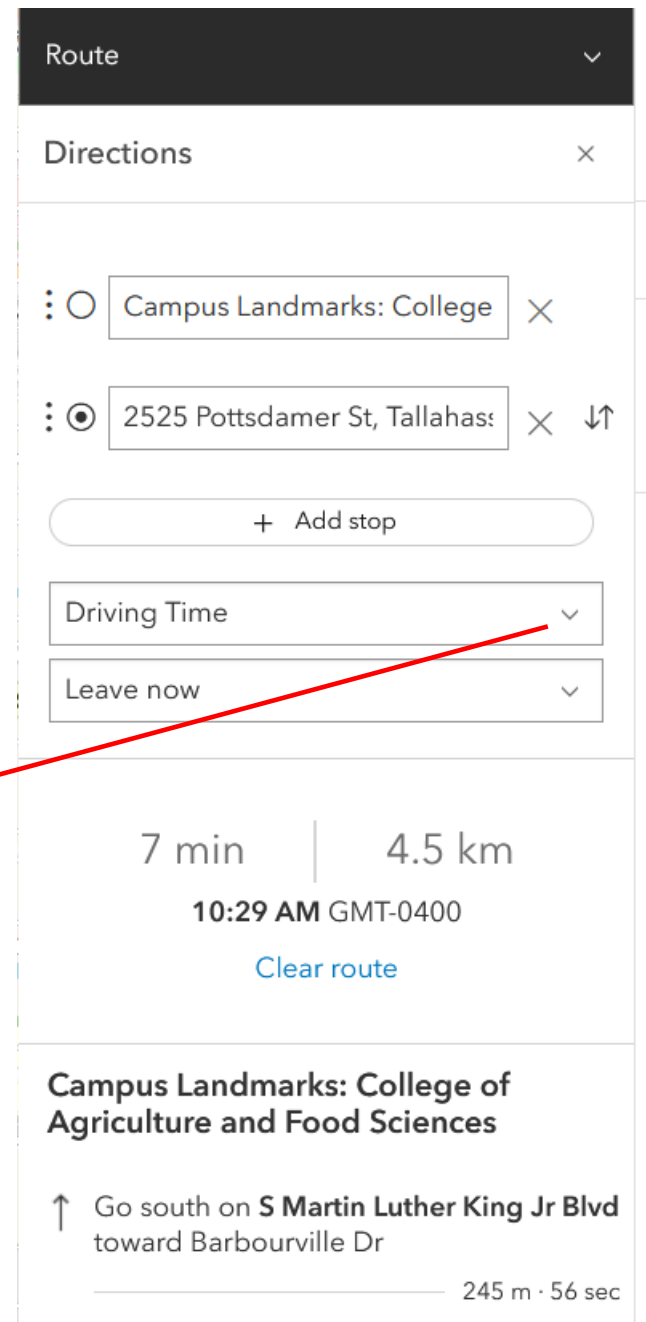 Route
Directions
Campus Landmarks: College
2525 Pottsdamer St, Tallahass
+ Add stop
Driving Time
Leave now
7 min 4.5 km
10:29 AM GMT-0400
Clear route
Campus Landmarks: College of
Agriculture and Food Sciences
Go south on S Martin Luther King Jr Blvd
toward Barbourville Dr
245 m · 56 sec